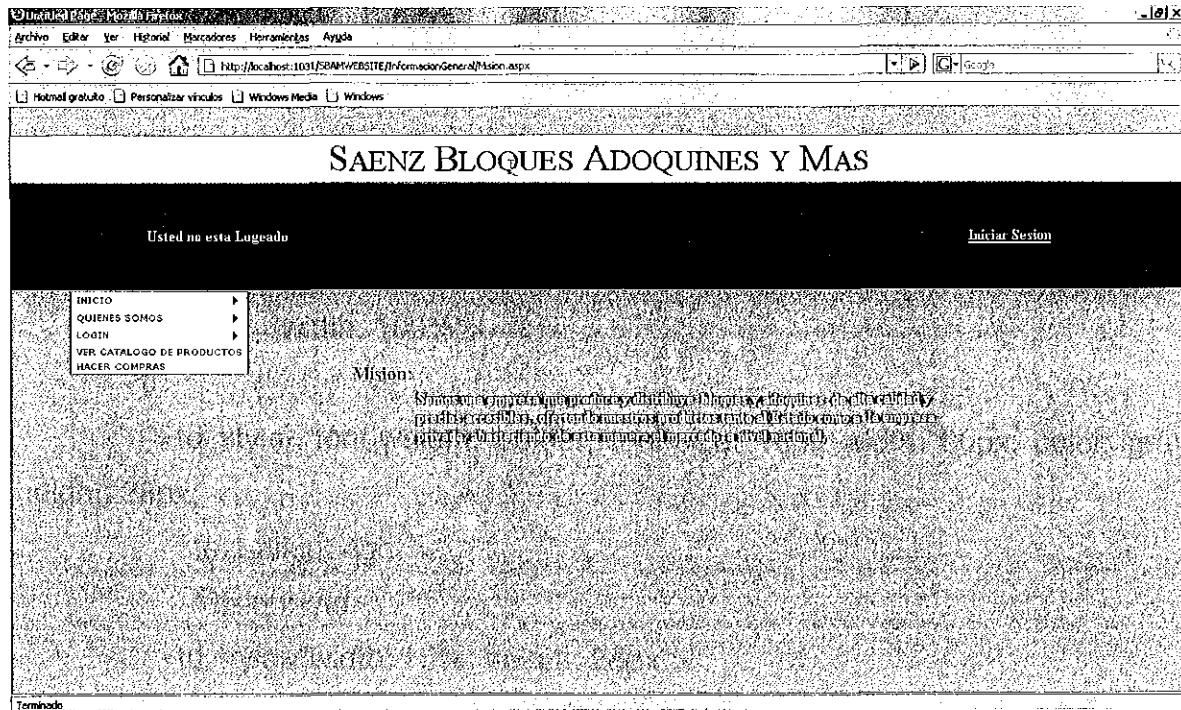 Untitled Page - Mozilla Firefox
Archivo Editar Ver Historial Marcadores Herramientas Ayuda
http://localhost:1031/SBAMWEBSITE/InformacionGeneral/Mision.aspx
Google
Hotmail gratuito Personalizar vínculos Windows Media Windows
SAENZ BLOQUES ADOQUINES Y MAS
Usted no esta Logeado
Iniciar Sesion
INICIO
QUIENES SOMOS
LOGIN
VER CATALOGO DE PRODUCTOS
HACER COMPRAS
Mision:
Somos una empresa que produce y distribuye bloques y adoquines de alta calidad y
precios accesibles, ofertando nuestros productos tanto al Estado como a la empresa
privada, abasteciendo de esta manera el mercado a nivel nacional.
Terminado